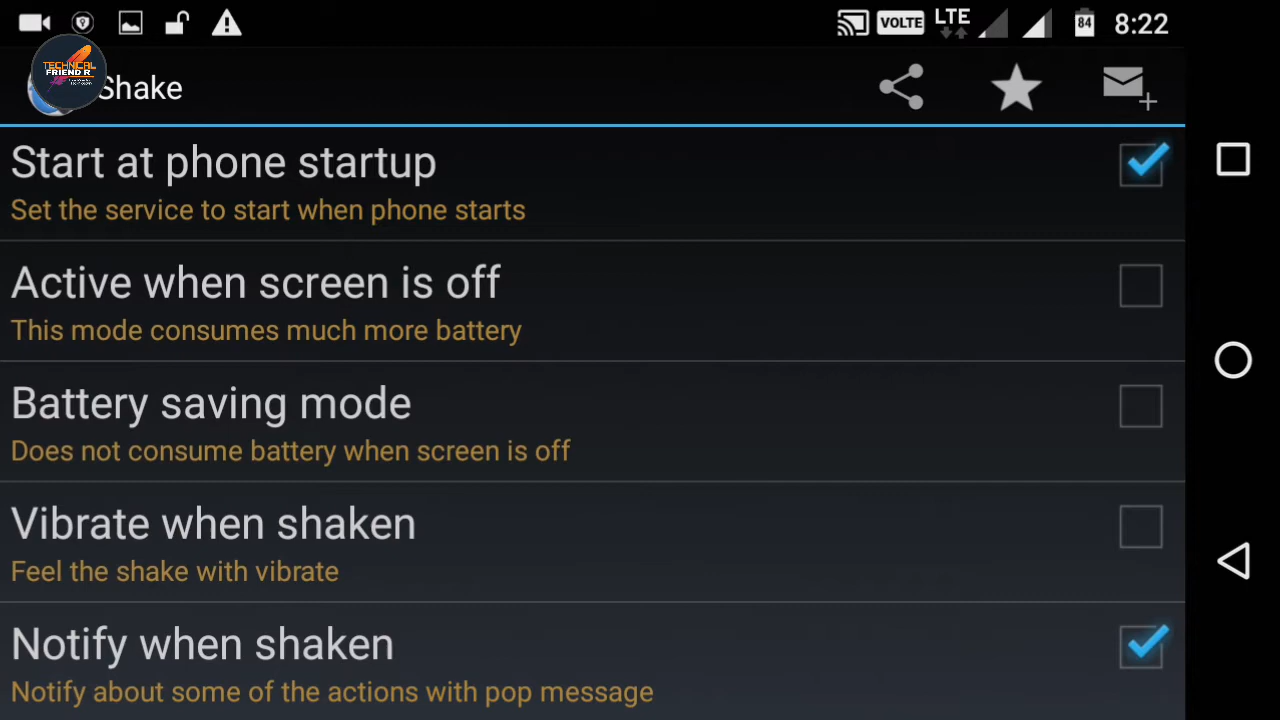 VOLTE LTE 84 8:22
TECHNICAL
FRIEND R
Shake
Start at phone startup
Set the service to start when phone starts
Active when screen is off
This mode consumes much more battery
Battery saving mode
Does not consume battery when screen is off
Vibrate when shaken
Feel the shake with vibrate
Notify when shaken
Notify about some of the actions with pop message